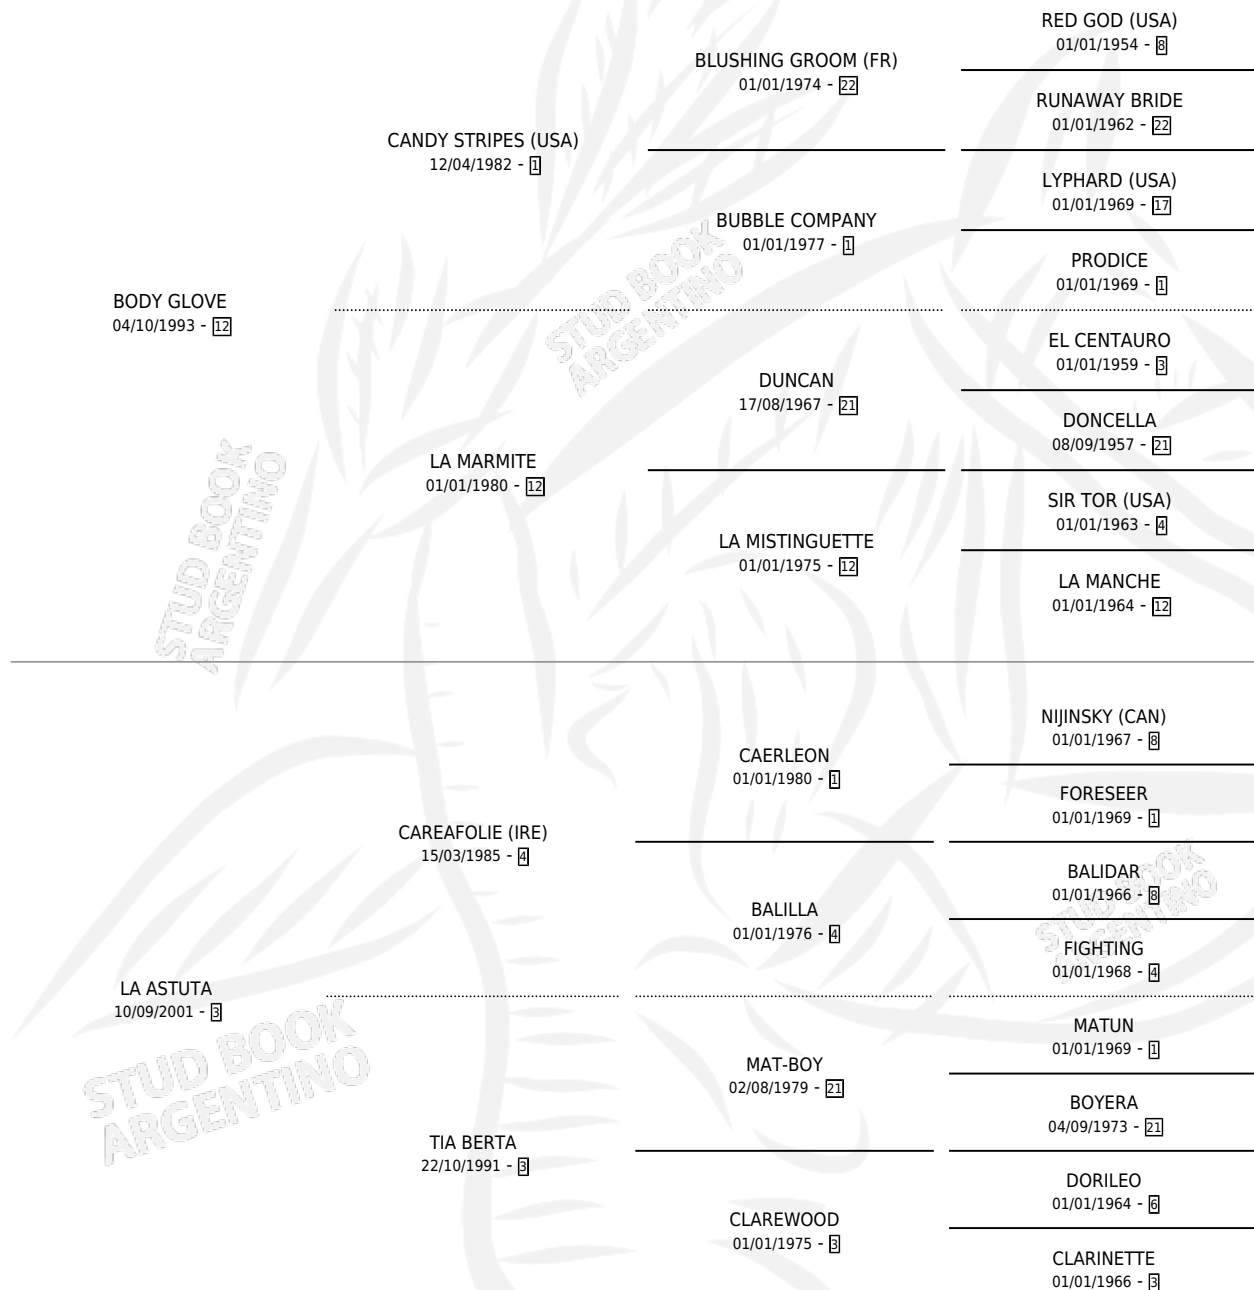 RED GOD (USA)
01/01/1954 - 8
BLUSHING GROOM (FR)
01/01/1974 - 22
RUNAWAY BRIDE
01/01/1962 - 22
CANDY STRIPES (USA)
12/04/1982 - 1
LYPHARD (USA)
01/01/1969 - 17
BUBBLE COMPANY
01/01/1977 - 1
PRODICE
01/01/1969 - 1
BODY GLOVE
04/10/1993 - 12
STUD BOOK
ARGENTINO
EL CENTAURO
01/01/1959 - 3
DUNCAN
17/08/1967 - 21
DONCELLA
08/09/1957 - 21
LA MARMITE
01/01/1980 - 12
SIR TOR (USA)
01/01/1963 - 4
LA MISTINGUETTE
01/01/1975 - 12
LA MANCHE
01/01/1964 - 12
STUD BOOK
ARGENTINO
NIJINSKY (CAN)
01/01/1967 - 8
CAERLEON
01/01/1980 - 1
FORESEER
01/01/1969 - 1
CAREAFOLIE (IRE)
15/03/1985 - 4
BALIDAR
01/01/1966 - 8
BALILLA
01/01/1976 - 4
STUD BOOK
ARGENTINO
FIGHTING
01/01/1968 - 4
LA ASTUTA
10/09/2001 - 3
MATUN
01/01/1969 - 1
MAT-BOY
02/08/1979 - 21
STUD BOOK
ARGENTINO
BOYERA
04/09/1973 - 21
TIA BERTA
22/10/1991 - 3
DORILEO
01/01/1964 - 6
CLAREWOOD
01/01/1975 - 3
CLARINETTE
01/01/1966 - 3